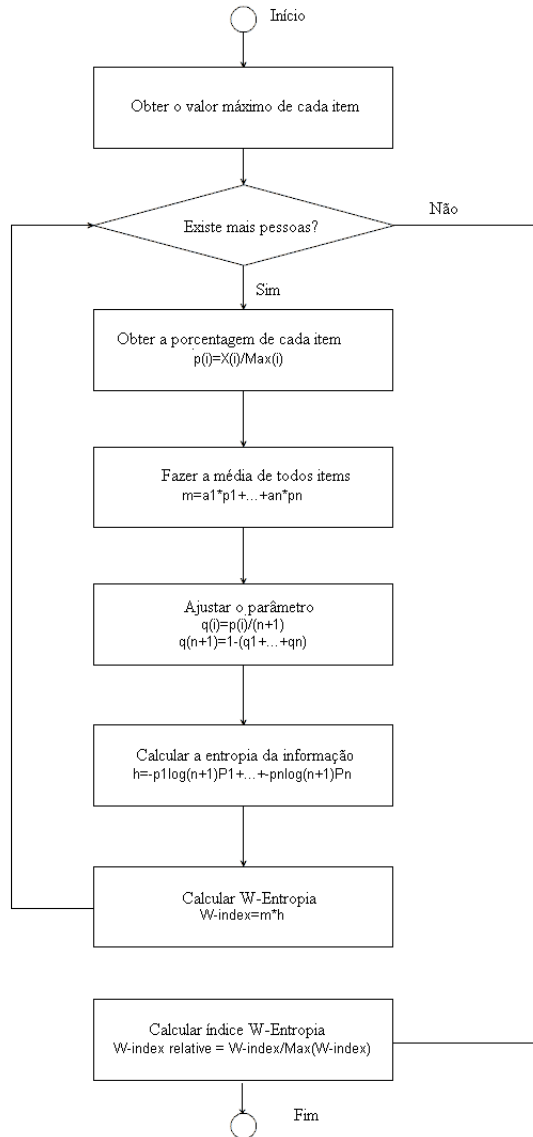 Início
Obter o valor máximo de cada item
Existe mais pessoas?
Não
Sim
Obter a porcentagem de cada item
p(i)=X(i)/Max(i)
Fazer a média de todos items
m=a1*p1+...+an*pn
Ajustar o parâmetro
q(i)=p(i)/(n+1)
q(n+1)=1-(q1+...+qn)
Calcular a entropia da informação
h=-p1log(n+1)P1+...+-pnlog(n+1)Pn
Calcular W-Entropia
W-index=m*h
Calcular índice W-Entropia
W-index relative = W-index/Max(W-index)
Fim